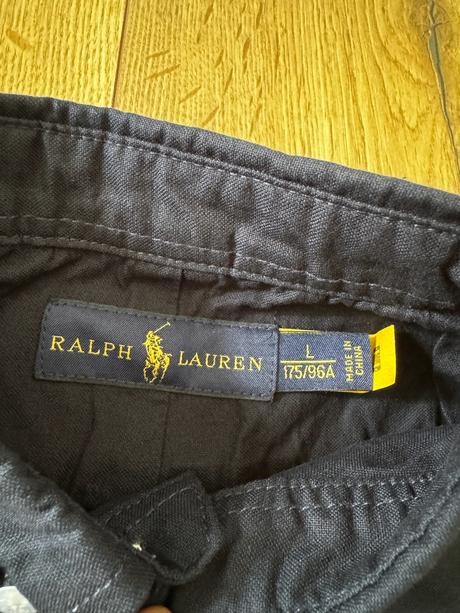 RALPH LAUREN
L
175/96A
MADE IN
CHINA